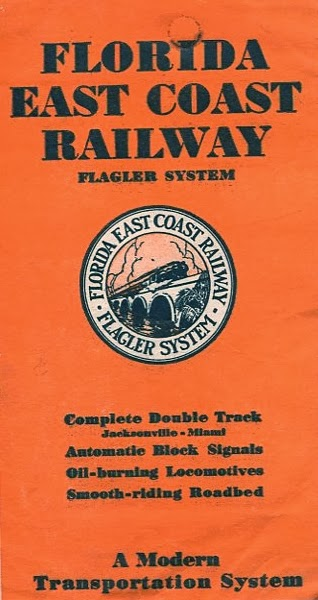 FLORIDA
EAST COAST
RAILWAY
FLAGLER SYSTEM
· FLORIDA EAST COAST RAILWAY ·
FLAGLER SYSTEM
Complete Double Track
Jacksonville - Miami
Automatic Block Signals
Oil-burning Locomotives
Smooth-riding Roadbed
A Modern
Transportation System